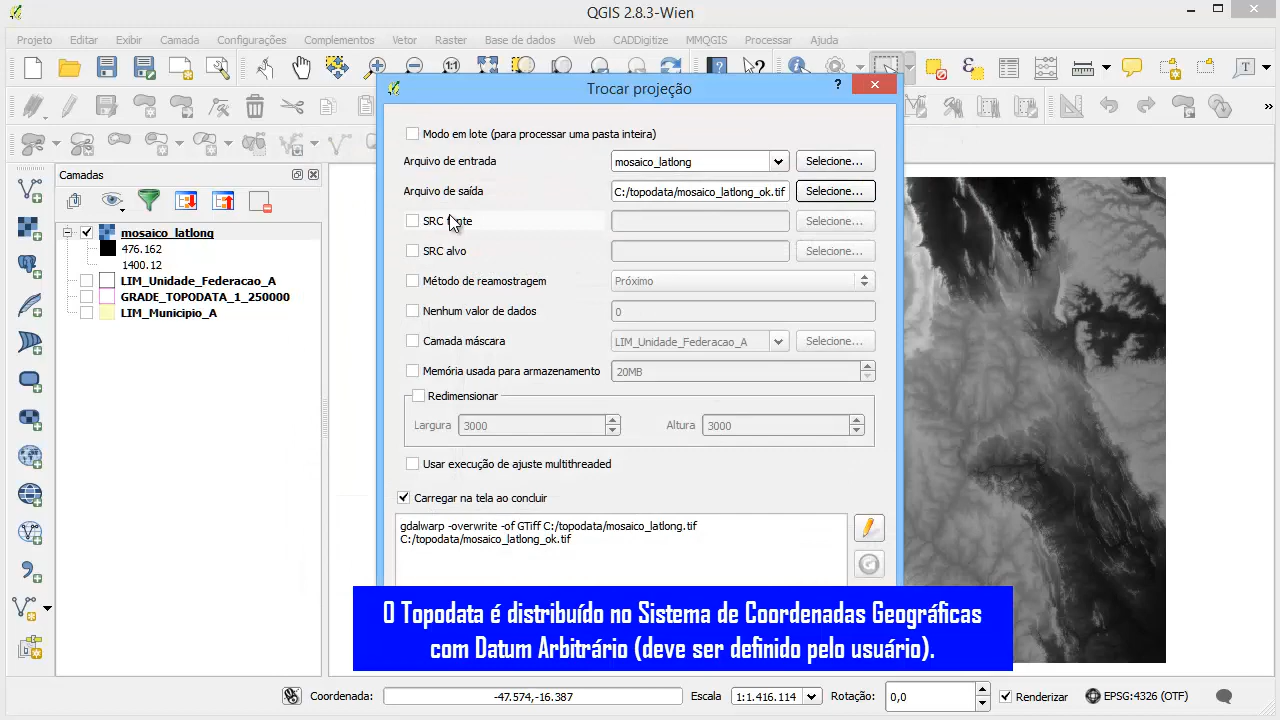 QGIS 2.8.3-Wien
Projeto Editar Exibir Camada Configurações Complementos Vetor Raster Base de dados Web CADDigitize MMQGIS Processar Ajuda
Trocar projeção
Modo em lote (para processar uma pasta inteira)
Arquivo de entrada mosaico_latlong Selecione...
Arquivo de saída C:/topodata/mosaico_latlong_ok.tif Selecione...
SRC Selecione...
SRC alvo Selecione...
Método de reamostragem Próximo
Nenhum valor de dados 0
Camada máscara LIM_Unidade_Federacao_A Selecione...
Memória usada para armazenamento 20MB
Redimensionar
Largura 3000 Altura 3000
Usar execução de ajuste multithreaded
Carregar na tela ao concluir
gdalwarp -overwrite -of GTiff C:/topodata/mosaico_latlong.tif
C:/topodata/mosaico_latlong_ok.tif
Camadas
mosaico_latlong
476.162
1400.12
LIM_Unidade_Federacao_A
GRADE_TOPODATA_1_250000
LIM_Municipio_A
O Topodata é distribuído no Sistema de Coordenadas Geográficas
com Datum Arbitrário (deve ser definido pelo usuário).
Coordenada: -47.574,-16.387 Escala 1:1.416.114 Rotação: 0,0 Renderizar EPSG:4326 (OTF)